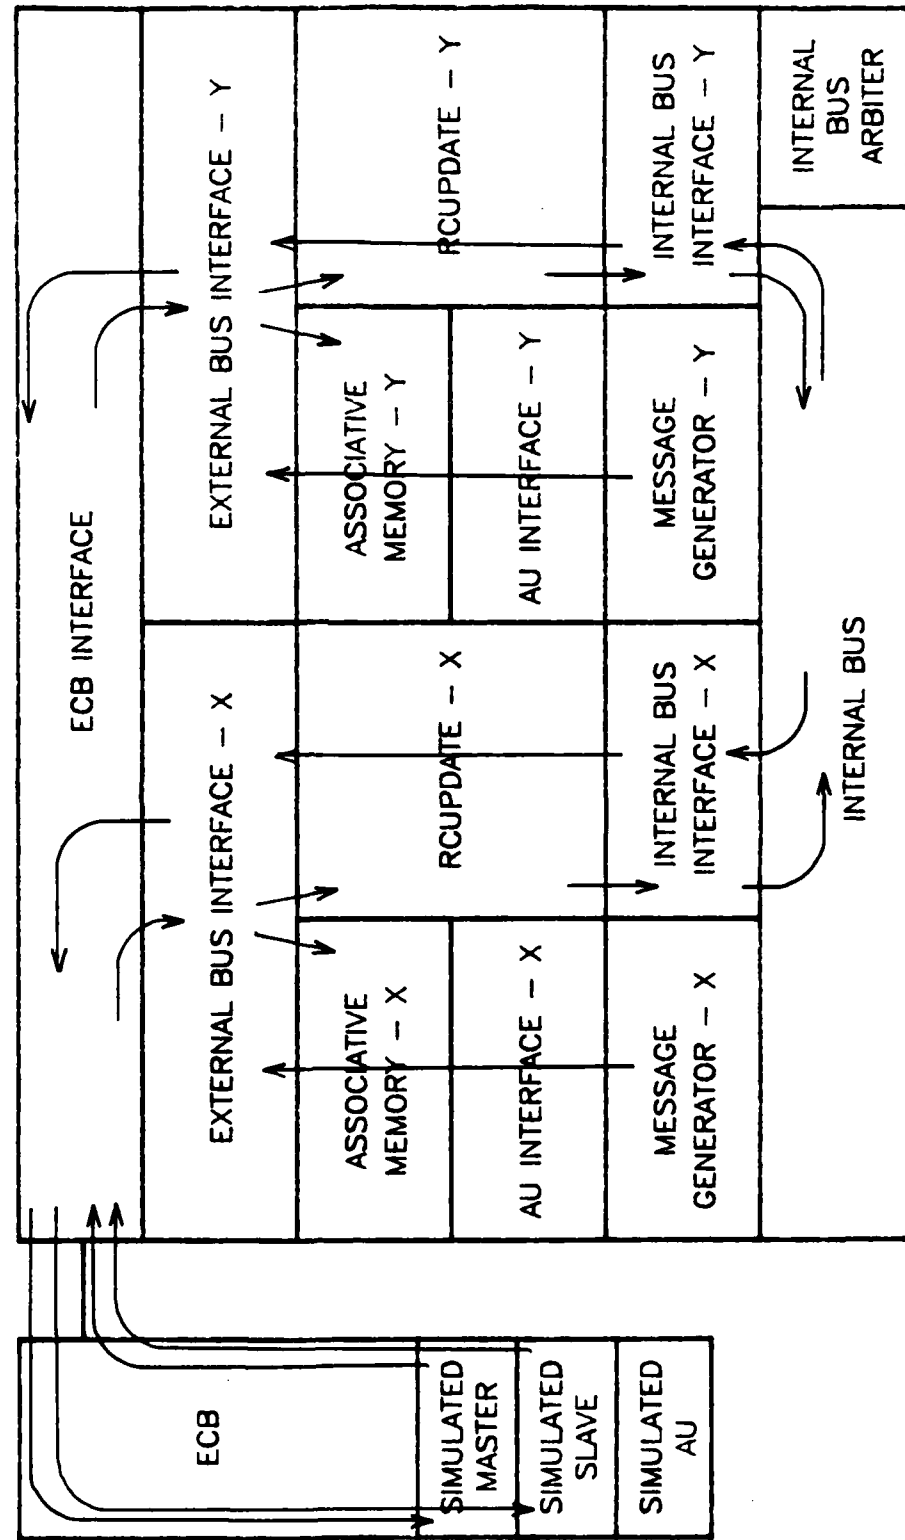 ECB
SIMULATED
MASTER
SIMULATED
SLAVE
SIMULATED
AU
ECB INTERFACE
EXTERNAL BUS INTERFACE – X
EXTERNAL BUS INTERFACE – Y
ASSOCIATIVE
MEMORY – X
RCUPDATE – X
ASSOCIATIVE
MEMORY – Y
RCUPDATE – Y
AU INTERFACE – X
AU INTERFACE – Y
MESSAGE
GENERATOR – X
INTERNAL BUS
INTERFACE – X
MESSAGE
GENERATOR – Y
INTERNAL BUS
INTERFACE – Y
INTERNAL BUS
INTERNAL
BUS
ARBITER